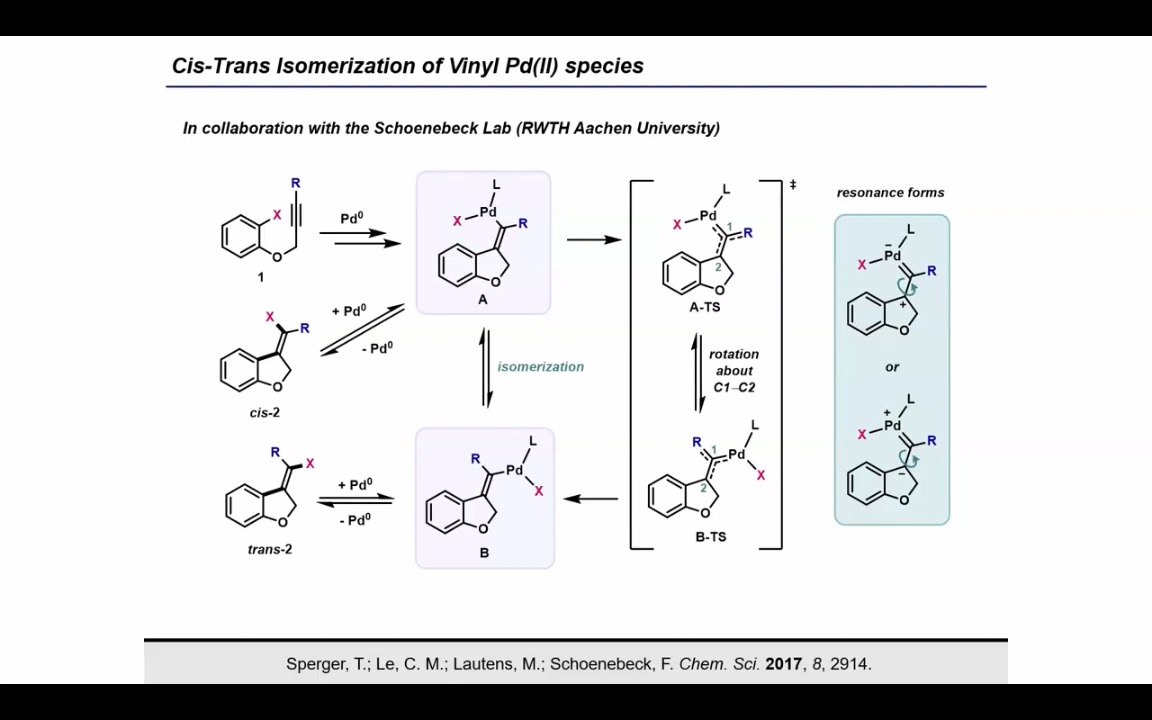 Cis-Trans Isomerization of Vinyl Pd(II) species
In collaboration with the Schoenebeck Lab (RWTH Aachen University)
R
X
O
1
Pd⁰
L
Pd
X
R
O
A
L
Pd
X
1
R
2
O
A-TS
‡
resonance forms
L
−
Pd
X
R
+
O
or
L
+
Pd
X
R
−
O
X
R
O
cis-2
+ Pd⁰
- Pd⁰
isomerization
rotation
about
C1–C2
R
X
O
trans-2
+ Pd⁰
- Pd⁰
L
R
Pd
X
O
B
L
R
1
Pd
X
2
O
B-TS
Sperger, T.; Le, C. M.; Lautens, M.; Schoenebeck, F. Chem. Sci. 2017, 8, 2914.